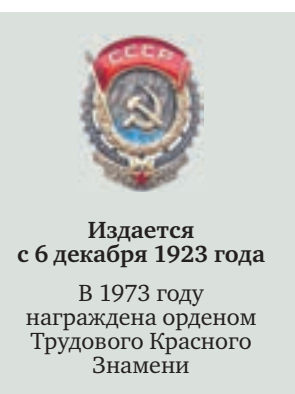 СССР
Издается
с 6 декабря 1923 года
В 1973 году
награждена орденом
Трудового Красного
Знамени